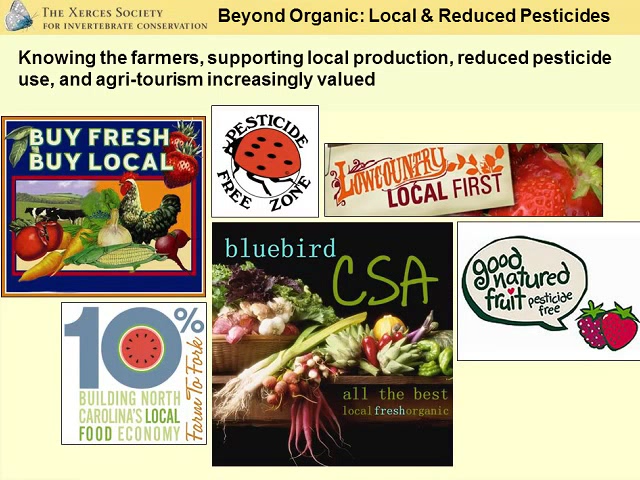 THE XERCES SOCIETY
FOR INVERTEBRATE CONSERVATION
Beyond Organic: Local & Reduced Pesticides
Knowing the farmers, supporting local production, reduced pesticide
use, and agri-tourism increasingly valued
BUY FRESH
BUY LOCAL
PESTICIDE
FREE ZONE
LOWCOUNTRY
LOCAL FIRST
bluebird
CSA
all the best
localfreshorganic
good
natured
fruit pesticide
free
10%
BUILDING NORTH
CAROLINA'S LOCAL
FOOD ECONOMY
Farm To Fork